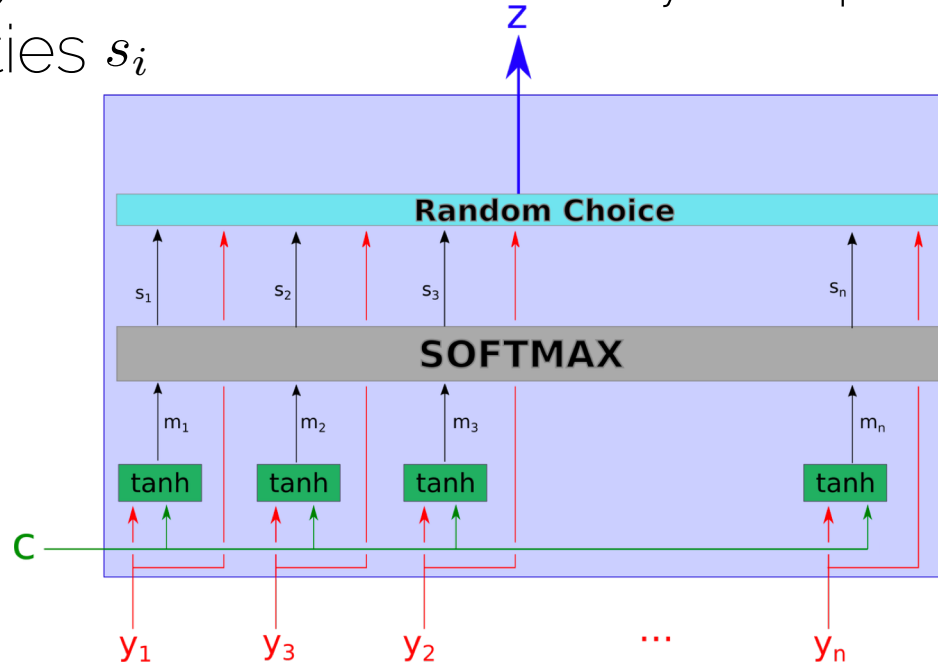 z
ties s_i
Random Choice
s₁ s₂ s₃ sₙ
SOFTMAX
m₁ m₂ m₃ mₙ
tanh tanh tanh tanh
c
y₁ y₃ y₂ ... yₙ